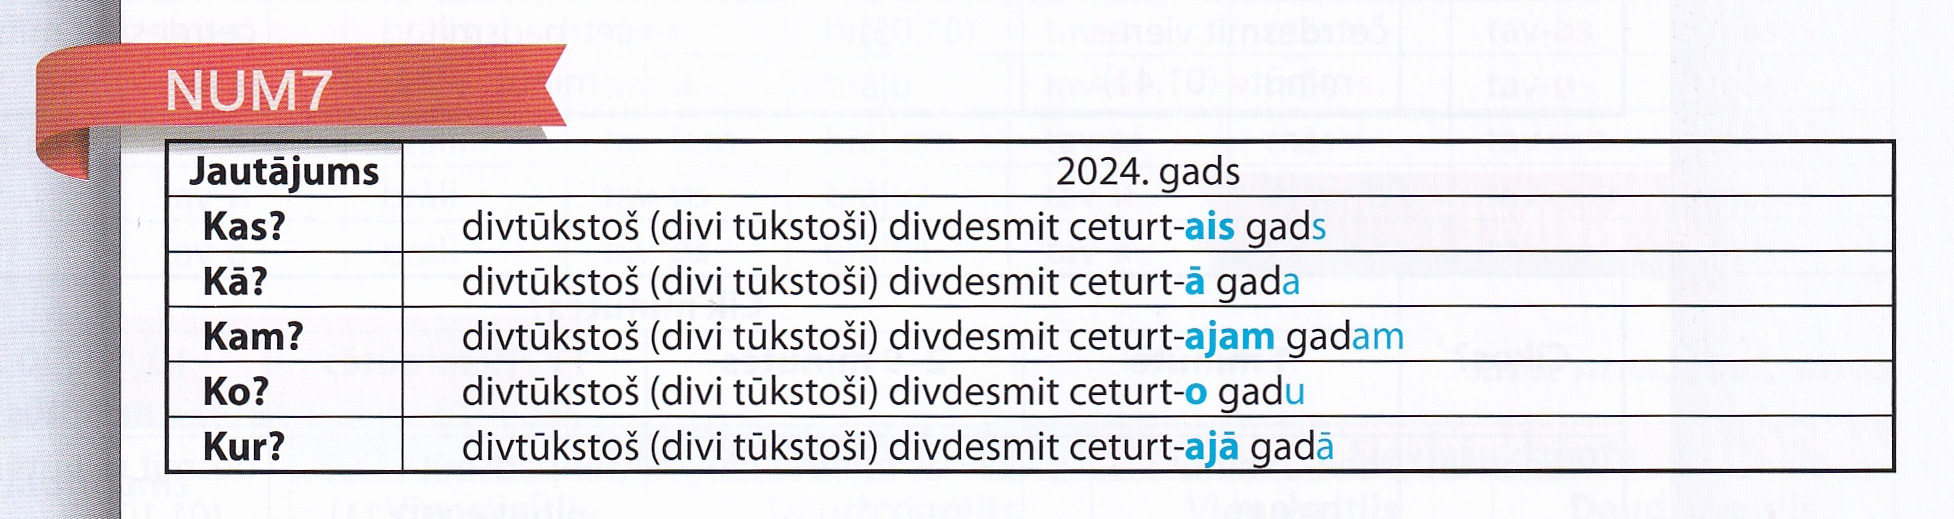 NUM7
Jautājums 2024. gads
Kas? divtūkstoš (divi tūkstoši) divdesmit ceturt-ais gads
Kā? divtūkstoš (divi tūkstoši) divdesmit ceturt-ā gada
Kam? divtūkstoš (divi tūkstoši) divdesmit ceturt-ajam gadam
Ko? divtūkstoš (divi tūkstoši) divdesmit ceturt-o gadu
Kur? divtūkstoš (divi tūkstoši) divdesmit ceturt-ajā gadā